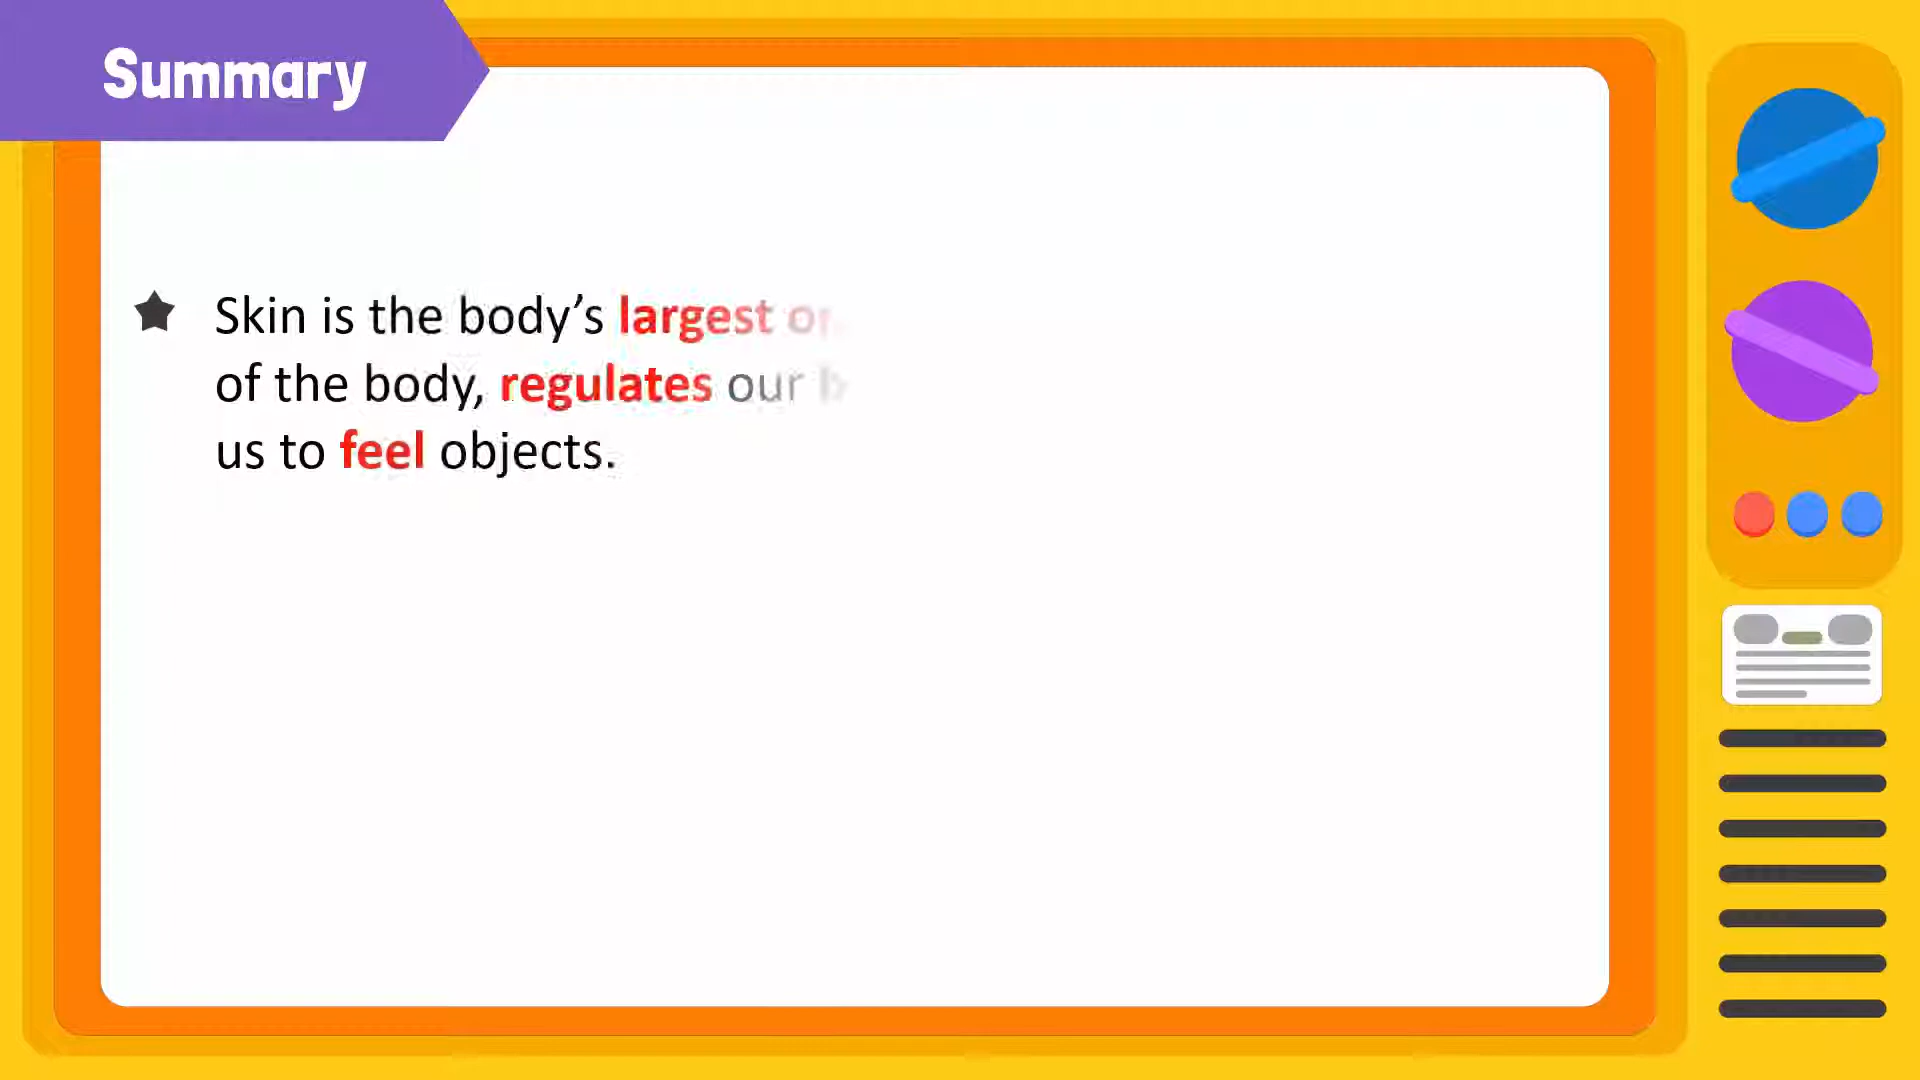 Summary
Skin is the body’s largest
of the body, regulates our
us to feel objects.